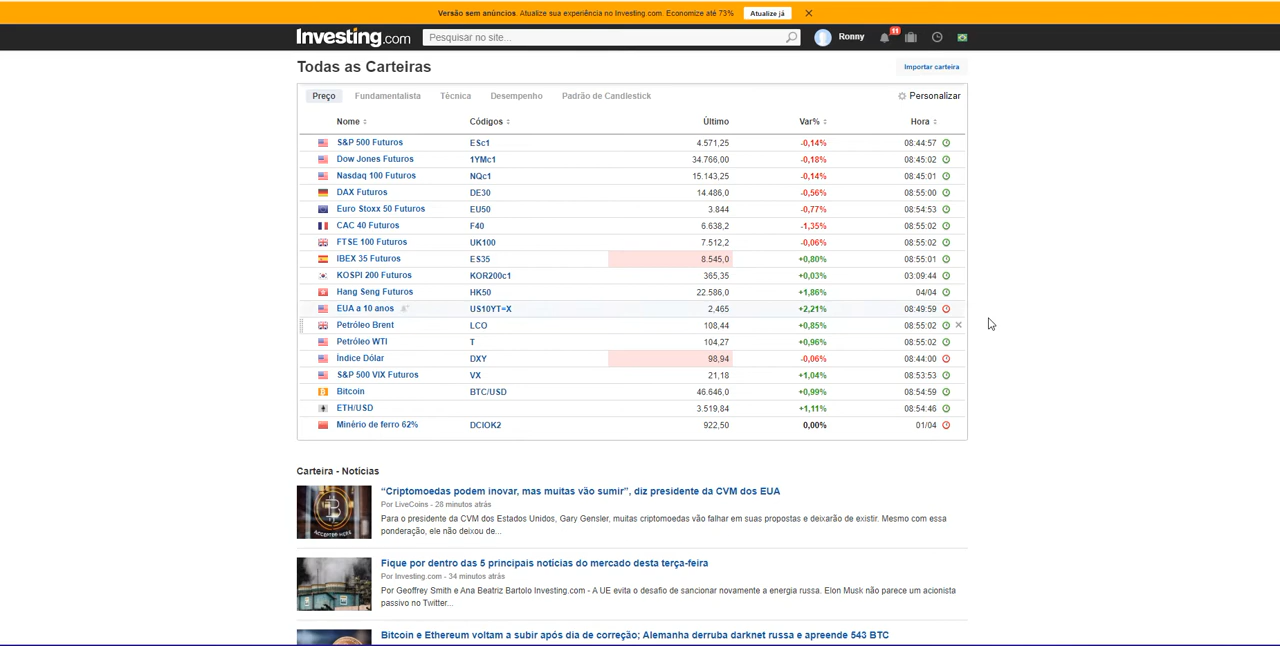 Versão sem anúncios. Atualize sua experiência no Investing.com. Economize até 73% Atualize já
Investing.com Pesquisar no site... Ronny 11
Todas as Carteiras Importar carteira
Preço Fundamentalista Técnica Desempenho Padrão de Candlestick Personalizar
Nome Códigos Último Var% Hora
S&P 500 Futuros ESc1 4.571,25 -0,14% 08:44:57
Dow Jones Futuros 1YMc1 34.766,00 -0,18% 08:45:02
Nasdaq 100 Futuros NQc1 15.143,25 -0,14% 08:45:01
DAX Futuros DE30 14.486,0 -0,56% 08:55:00
Euro Stoxx 50 Futuros EU50 3.844 -0,77% 08:54:53
CAC 40 Futuros F40 6.638,2 -1,35% 08:55:02
FTSE 100 Futuros UK100 7.512,2 -0,06% 08:55:02
IBEX 35 Futuros ES35 8.545,0 +0,80% 08:55:01
KOSPI 200 Futuros KOR200c1 365,35 +0,03% 03:09:44
Hang Seng Futuros HK50 22.586,0 +1,86% 04/04
EUA a 10 anos US10YT=X 2,465 +2,21% 08:49:59
Petróleo Brent LCO 108,44 +0,85% 08:55:02
Petróleo WTI T 104,27 +0,96% 08:55:02
Índice Dólar DXY 98,94 -0,06% 08:44:00
S&P 500 VIX Futuros VX 21,18 +1,04% 08:53:53
Bitcoin BTC/USD 46.646,0 +0,99% 08:54:59
ETH/USD 3.519,84 +1,11% 08:54:46
Minério de ferro 62% DCIOK2 922,50 0,00% 01/04
Carteira - Notícias
“Criptomoedas podem inovar, mas muitas vão sumir”, diz presidente da CVM dos EUA
Por LiveCoins - 28 minutos atrás
Para o presidente da CVM dos Estados Unidos, Gary Gensler, muitas criptomoedas vão falhar em suas propostas e deixarão de existir. Mesmo com essa
ponderação, ele não deixou de...
ACCEPTED HERE
Fique por dentro das 5 principais notícias do mercado desta terça-feira
Por Investing.com - 34 minutos atrás
Por Geoffrey Smith e Ana Beatriz Bartolo Investing.com - A UE evita o desafio de sancionar novamente a energia russa. Elon Musk não parece um acionista
passivo no Twitter...
Bitcoin e Ethereum voltam a subir após dia de correção; Alemanha derruba darknet russa e apreende 543 BTC